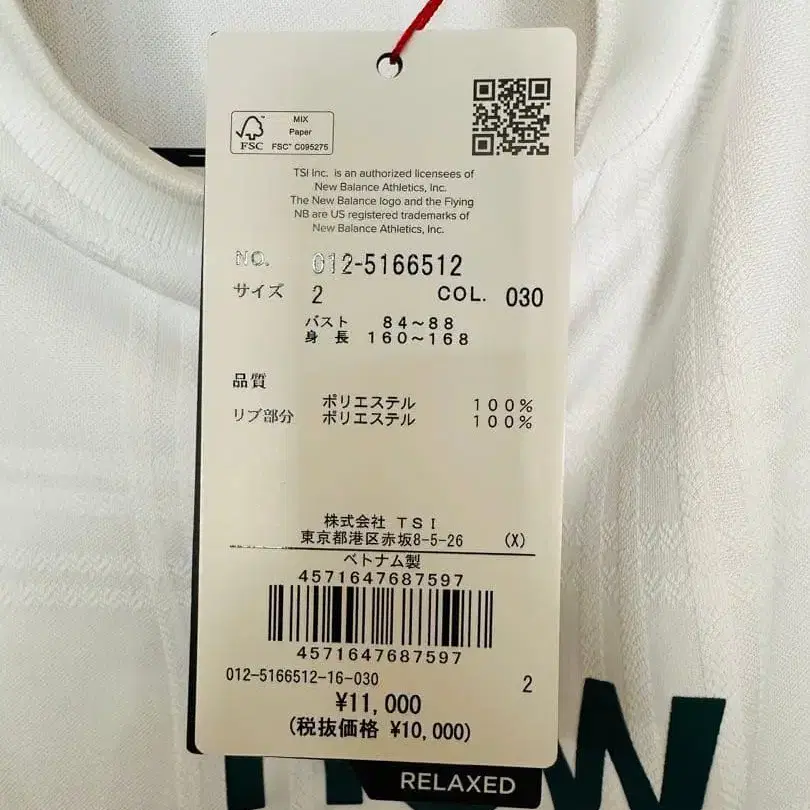 MIX
Paper
FSC
FSC™ C095275
TSI Inc. is an authorized licensees of
New Balance Athletics, Inc.
The New Balance logo and the Flying
NB are US registered trademarks of
New Balance Athletics, Inc.
NO. 012-5166512
サイズ 2 COL. 030
バスト 84～88
身長 160～168
品質
ポリエステル 100%
リブ部分 ポリエステル 100%
株式会社 TSI
東京都港区赤坂8-5-26 (X)
ベトナム製
4571647687597
4571647687597
012-5166512-16-030 2
¥11,000
(税抜価格 ¥10,000)
RELAXED